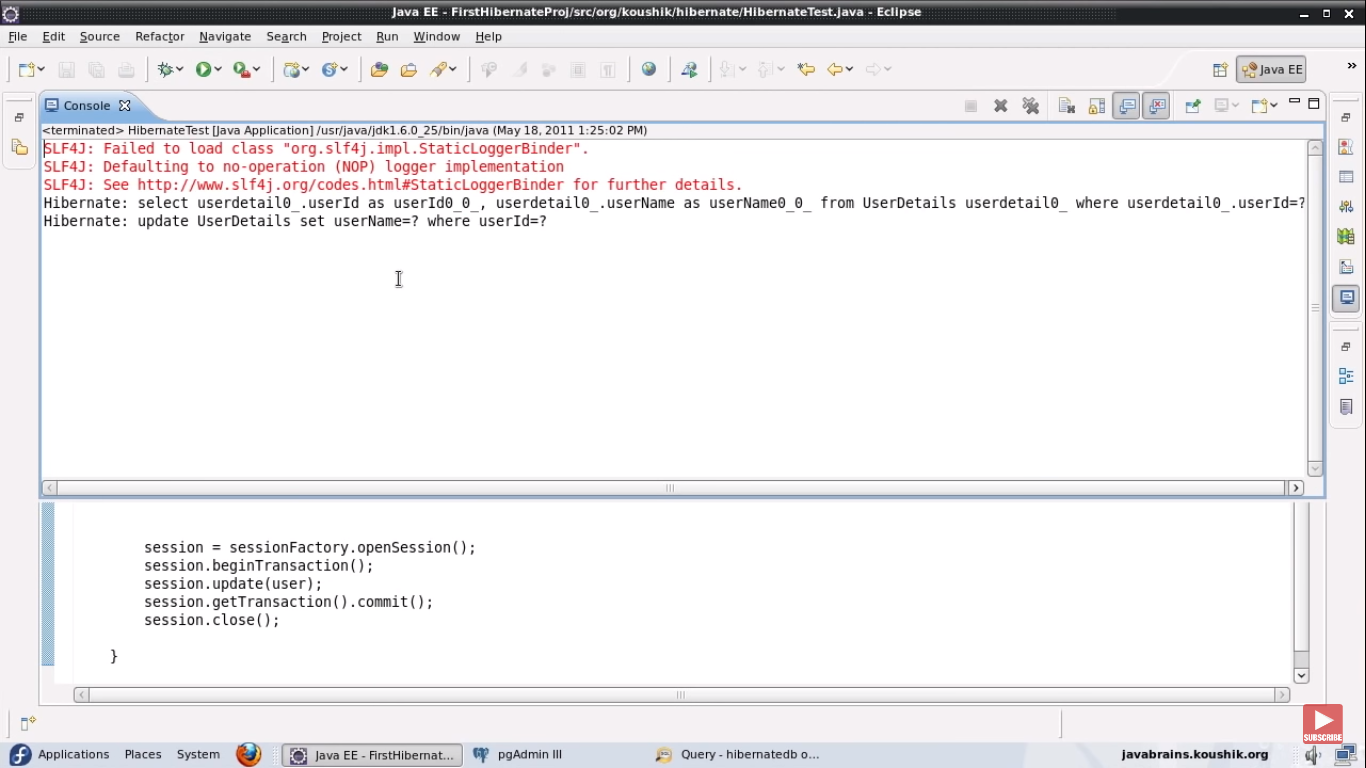 Java EE - FirstHibernateProj/src/org/koushik/hibernate/HibernateTest.java - Eclipse
File Edit Source Refactor Navigate Search Project Run Window Help
Java EE
Console
<terminated> HibernateTest [Java Application] /usr/java/jdk1.6.0_25/bin/java (May 18, 2011 1:25:02 PM)
SLF4J: Failed to load class "org.slf4j.impl.StaticLoggerBinder".
SLF4J: Defaulting to no-operation (NOP) logger implementation
SLF4J: See http://www.slf4j.org/codes.html#StaticLoggerBinder for further details.
Hibernate: select userdetail0_.userId as userId0_0_, userdetail0_.userName as userName0_0_ from UserDetails userdetail0_ where userdetail0_.userId=?
Hibernate: update UserDetails set userName=? where userId=?
session = sessionFactory.openSession();
session.beginTransaction();
session.update(user);
session.getTransaction().commit();
session.close();
}
SUBSCRIBE
Applications Places System Java EE - FirstHibernat... pgAdmin III Query - hibernatedb o... javabrains.koushik.org